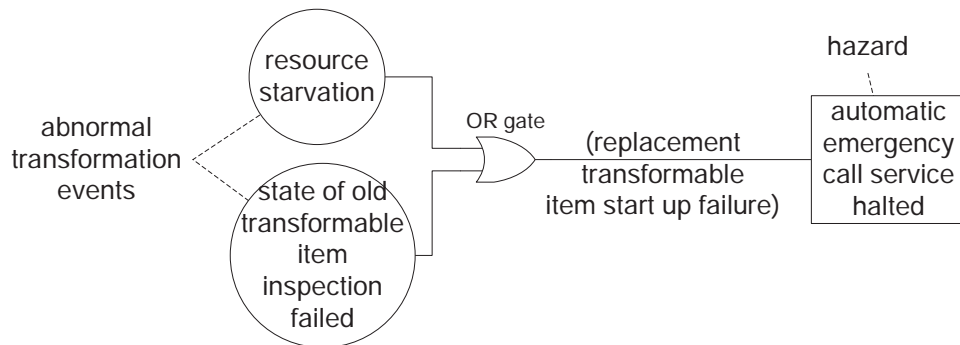 abnormal
transformation
events
resource
starvation
state of old
transformable
item
inspection
failed
OR gate
(replacement
transformable
item start up failure)
hazard
automatic
emergency
call service
halted